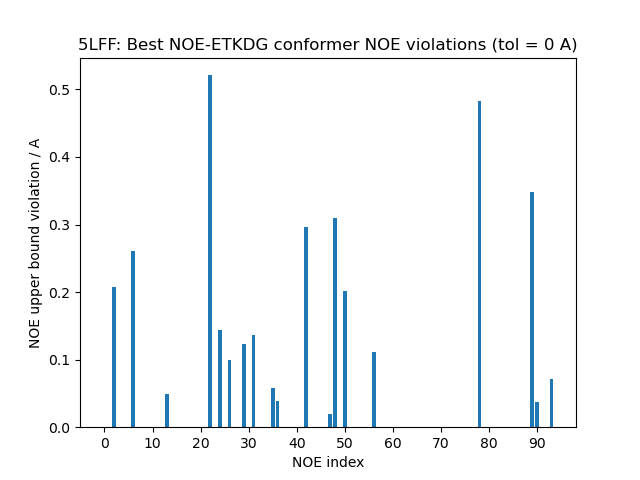 5LFF: Best NOE-ETKDG conformer NOE violations (tol = 0 A)
NOE upper bound violation / A
0.5
0.4
0.3
0.2
0.1
0.0
0 10 20 30 40 50 60 70 80 90
NOE index